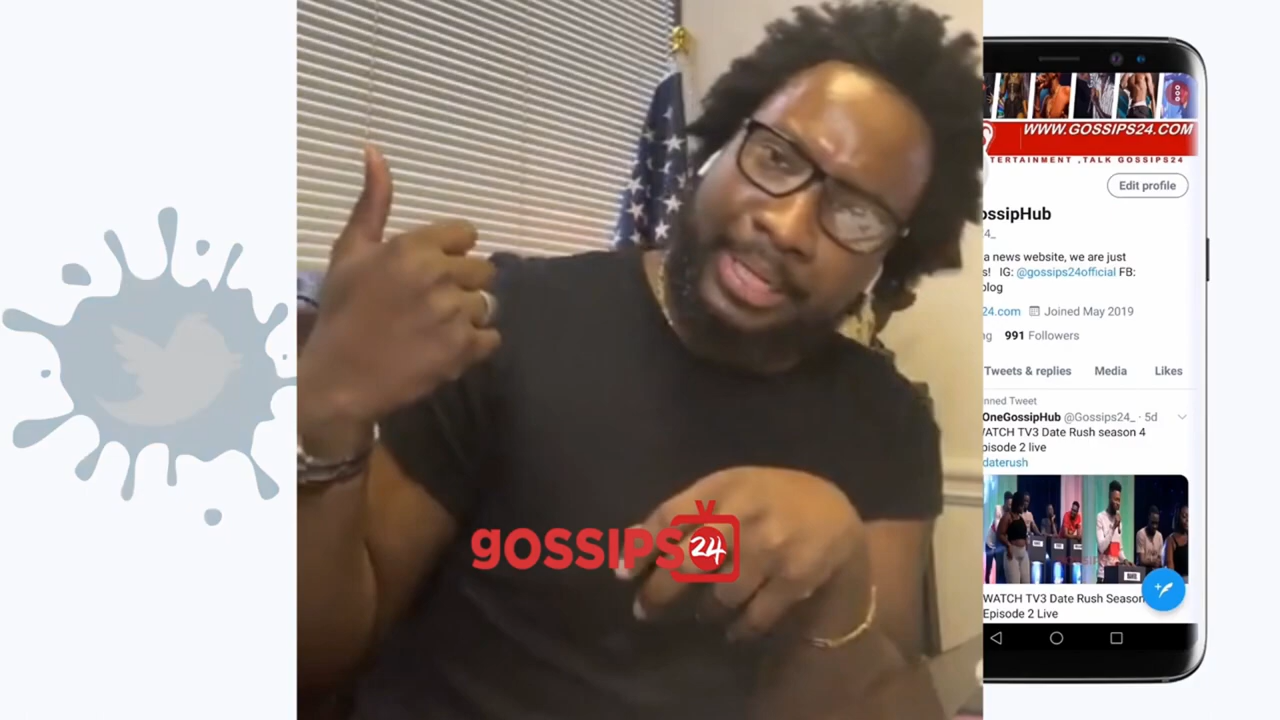 gossips24
WWW.GOSSIPS24.COM
TERTAINMENT ,TALK GOSSIPS24
Edit profile
ossipHub
4_
a news website, we are just
s! IG: @gossips24official FB:
blog
24.com Joined May 2019
ng 991 Followers
Tweets & replies Media Likes
nned Tweet
OneGossipHub @Gossips24_ · 5d
WATCH TV3 Date Rush season 4
pisode 2 live
daterush
WATCH TV3 Date Rush Season
Episode 2 Live